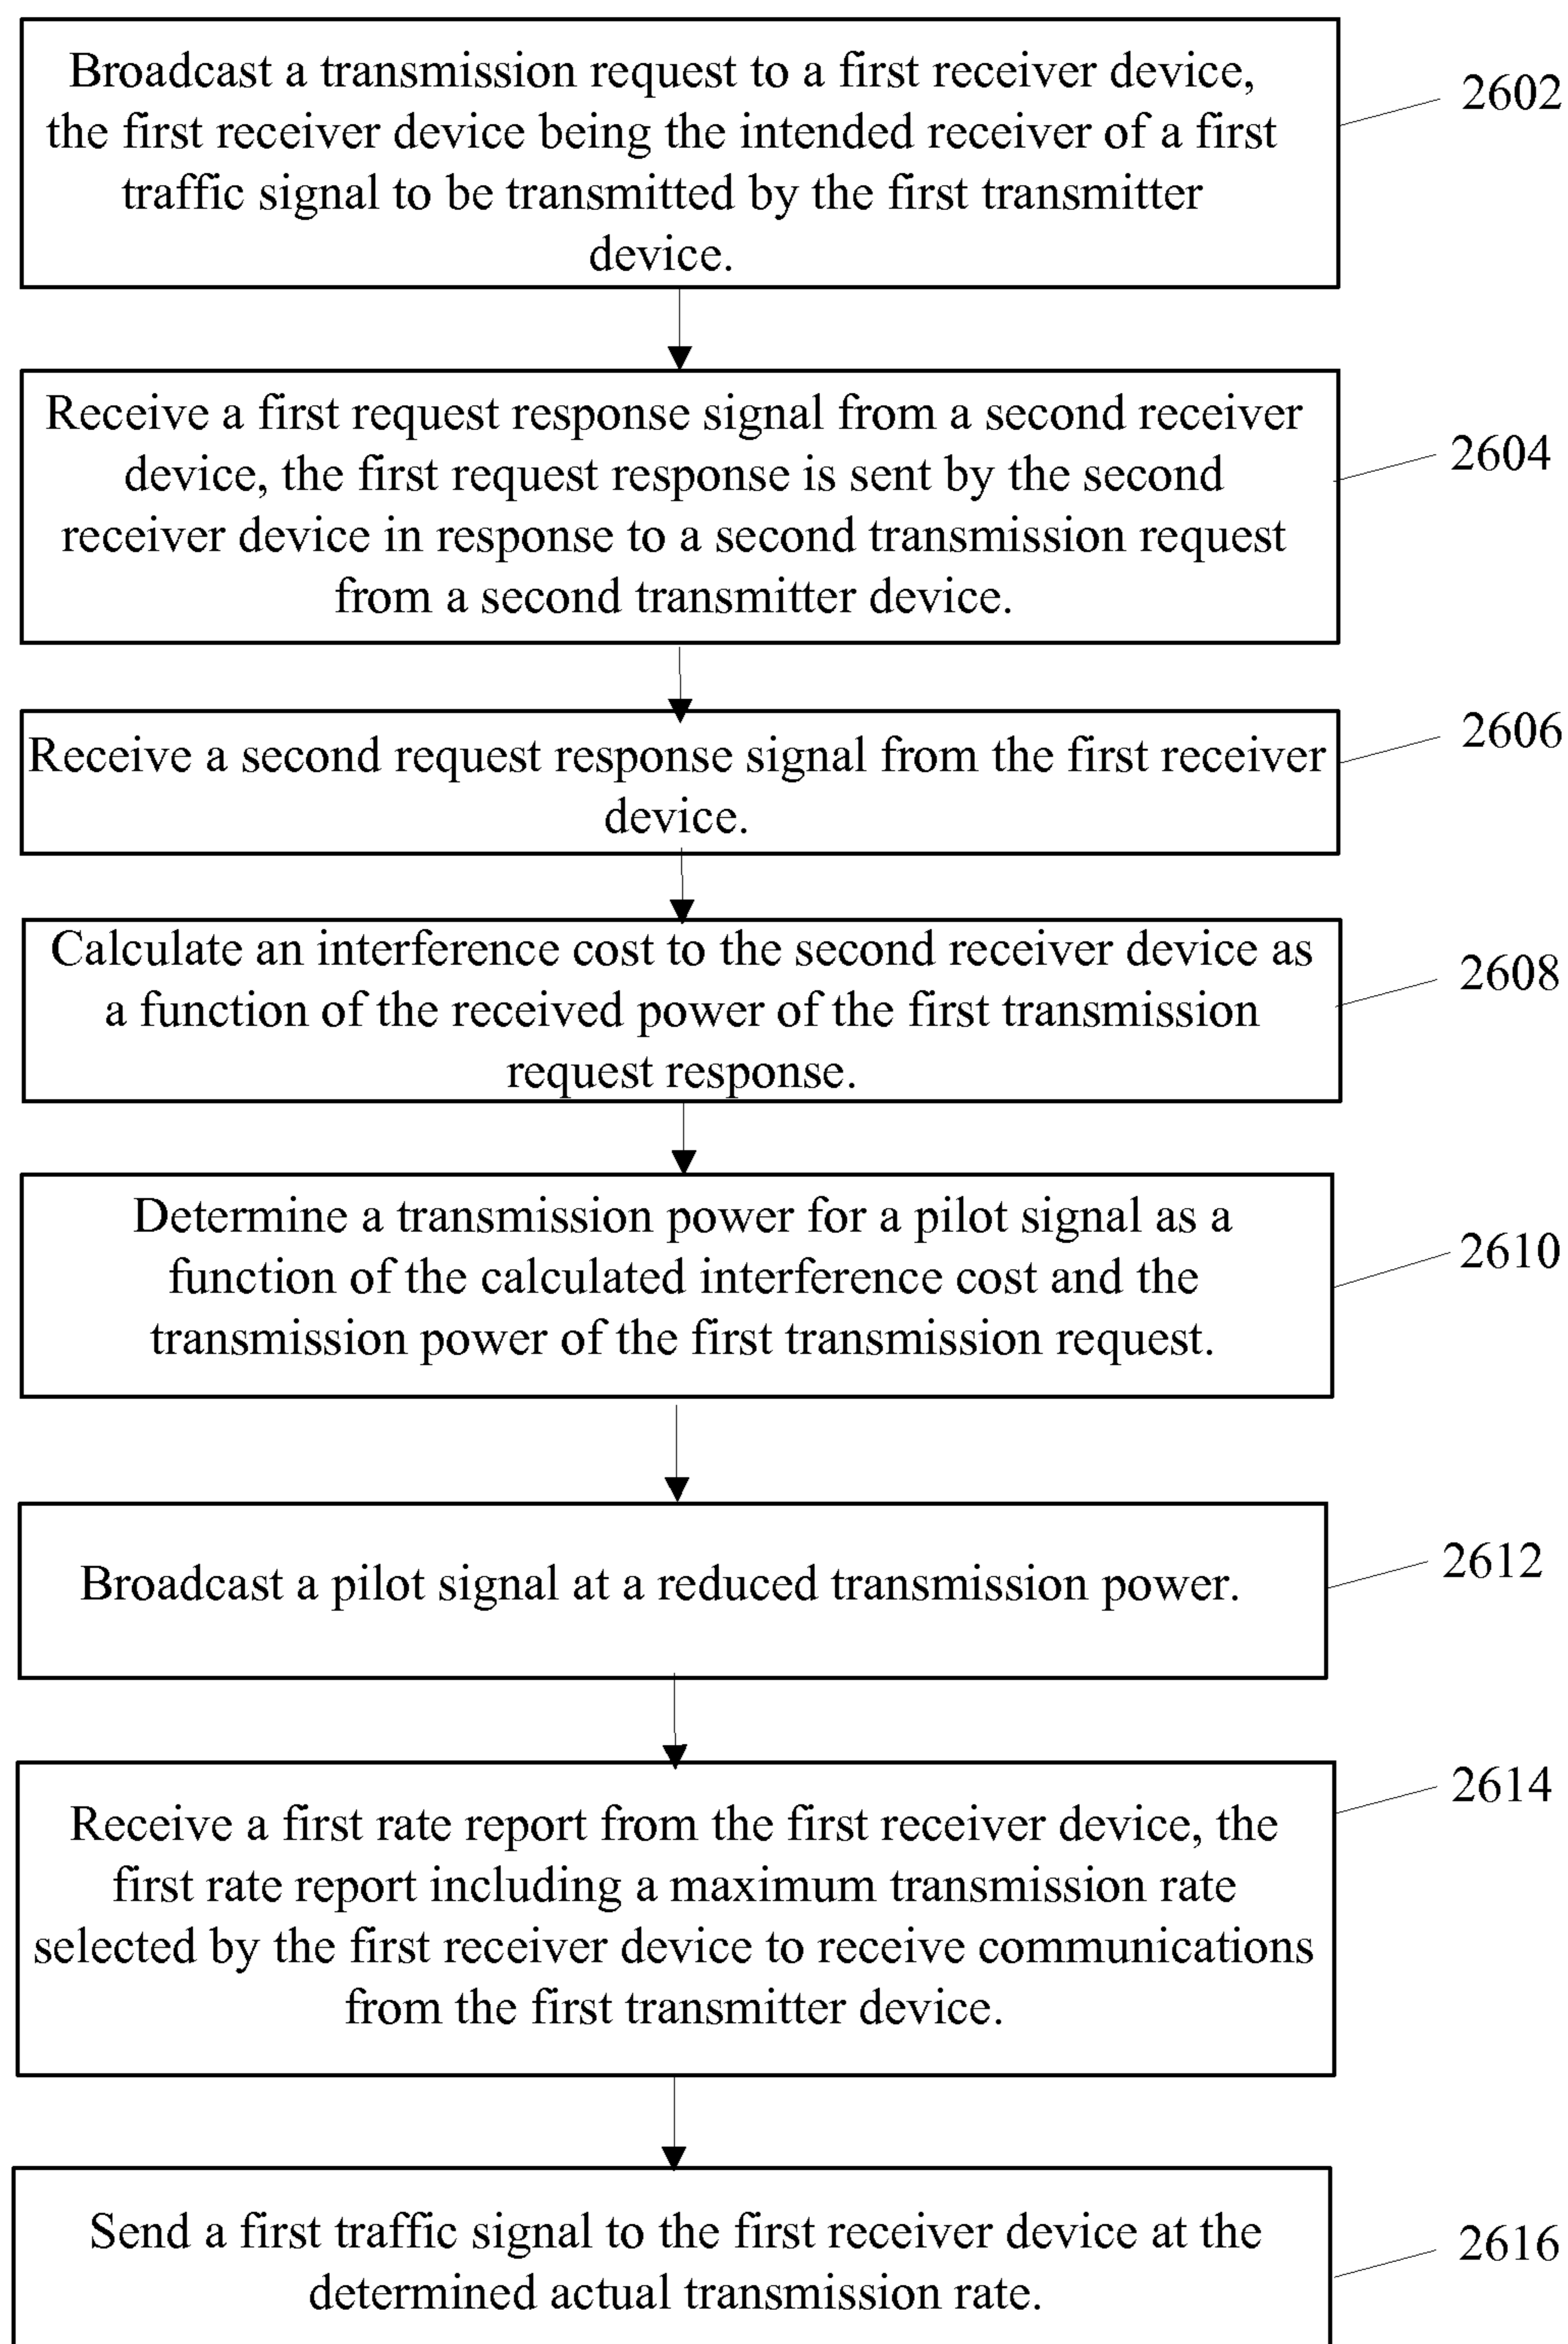 Broadcast a transmission request to a first receiver device,
the first receiver device being the intended receiver of a first
traffic signal to be transmitted by the first transmitter
device.
2602
Receive a first request response signal from a second receiver
device, the first request response is sent by the second
receiver device in response to a second transmission request
from a second transmitter device.
2604
Receive a second request response signal from the first receiver
device.
2606
Calculate an interference cost to the second receiver device as
a function of the received power of the first transmission
request response.
2608
Determine a transmission power for a pilot signal as a
function of the calculated interference cost and the
transmission power of the first transmission request.
2610
Broadcast a pilot signal at a reduced transmission power.
2612
Receive a first rate report from the first receiver device, the
first rate report including a maximum transmission rate
selected by the first receiver device to receive communications
from the first transmitter device.
2614
Send a first traffic signal to the first receiver device at the
determined actual transmission rate.
2616